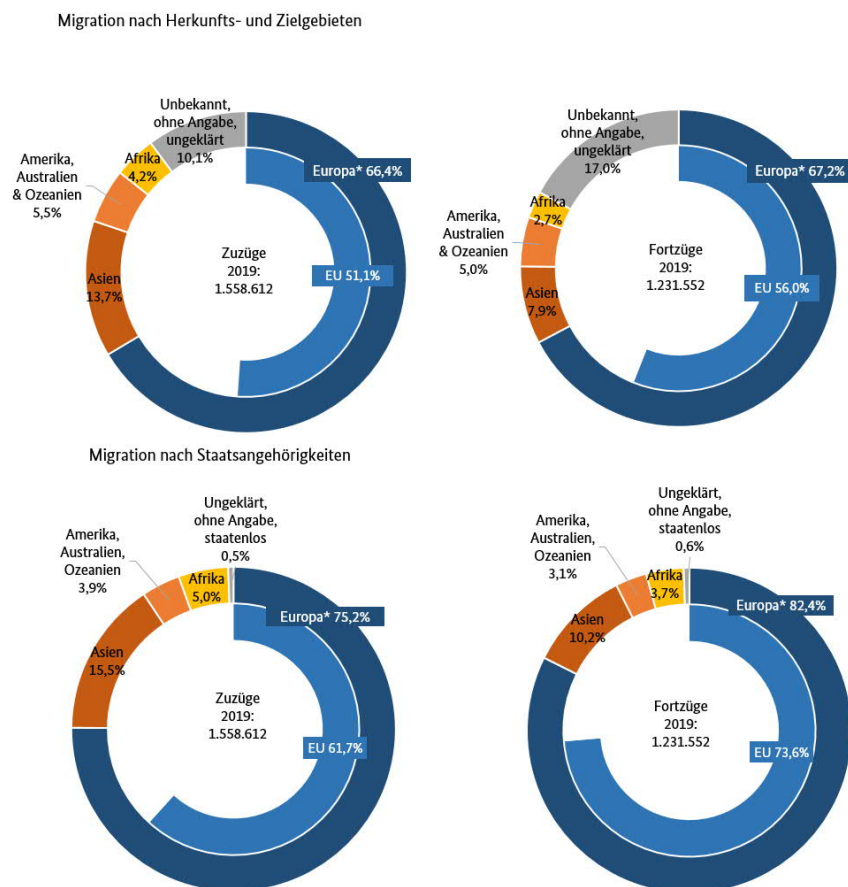 Migration nach Herkunfts- und Zielgebieten
Unbekannt,
ohne Angabe,
ungeklärt
10,1%
Afrika
4,2%
Amerika,
Australien
& Ozeanien
5,5%
Asien
13,7%
Europa* 66,4%
EU 51,1%
Zuzüge
2019:
1.558.612
Unbekannt,
ohne Angabe,
ungeklärt
17,0%
Afrika
2,7%
Amerika,
Australien
& Ozeanien
5,0%
Asien
7,9%
Europa* 67,2%
EU 56,0%
Fortzüge
2019:
1.231.552
Migration nach Staatsangehörigkeiten
Ungeklärt,
ohne Angabe,
staatenlos
0,5%
Amerika,
Australien,
Ozeanien
3,9%
Afrika
5,0%
Asien
15,5%
Europa* 75,2%
EU 61,7%
Zuzüge
2019:
1.558.612
Ungeklärt,
ohne Angabe,
staatenlos
0,6%
Amerika,
Australien,
Ozeanien
3,1%
Afrika
3,7%
Asien
10,2%
Europa* 82,4%
EU 73,6%
Fortzüge
2019:
1.231.552